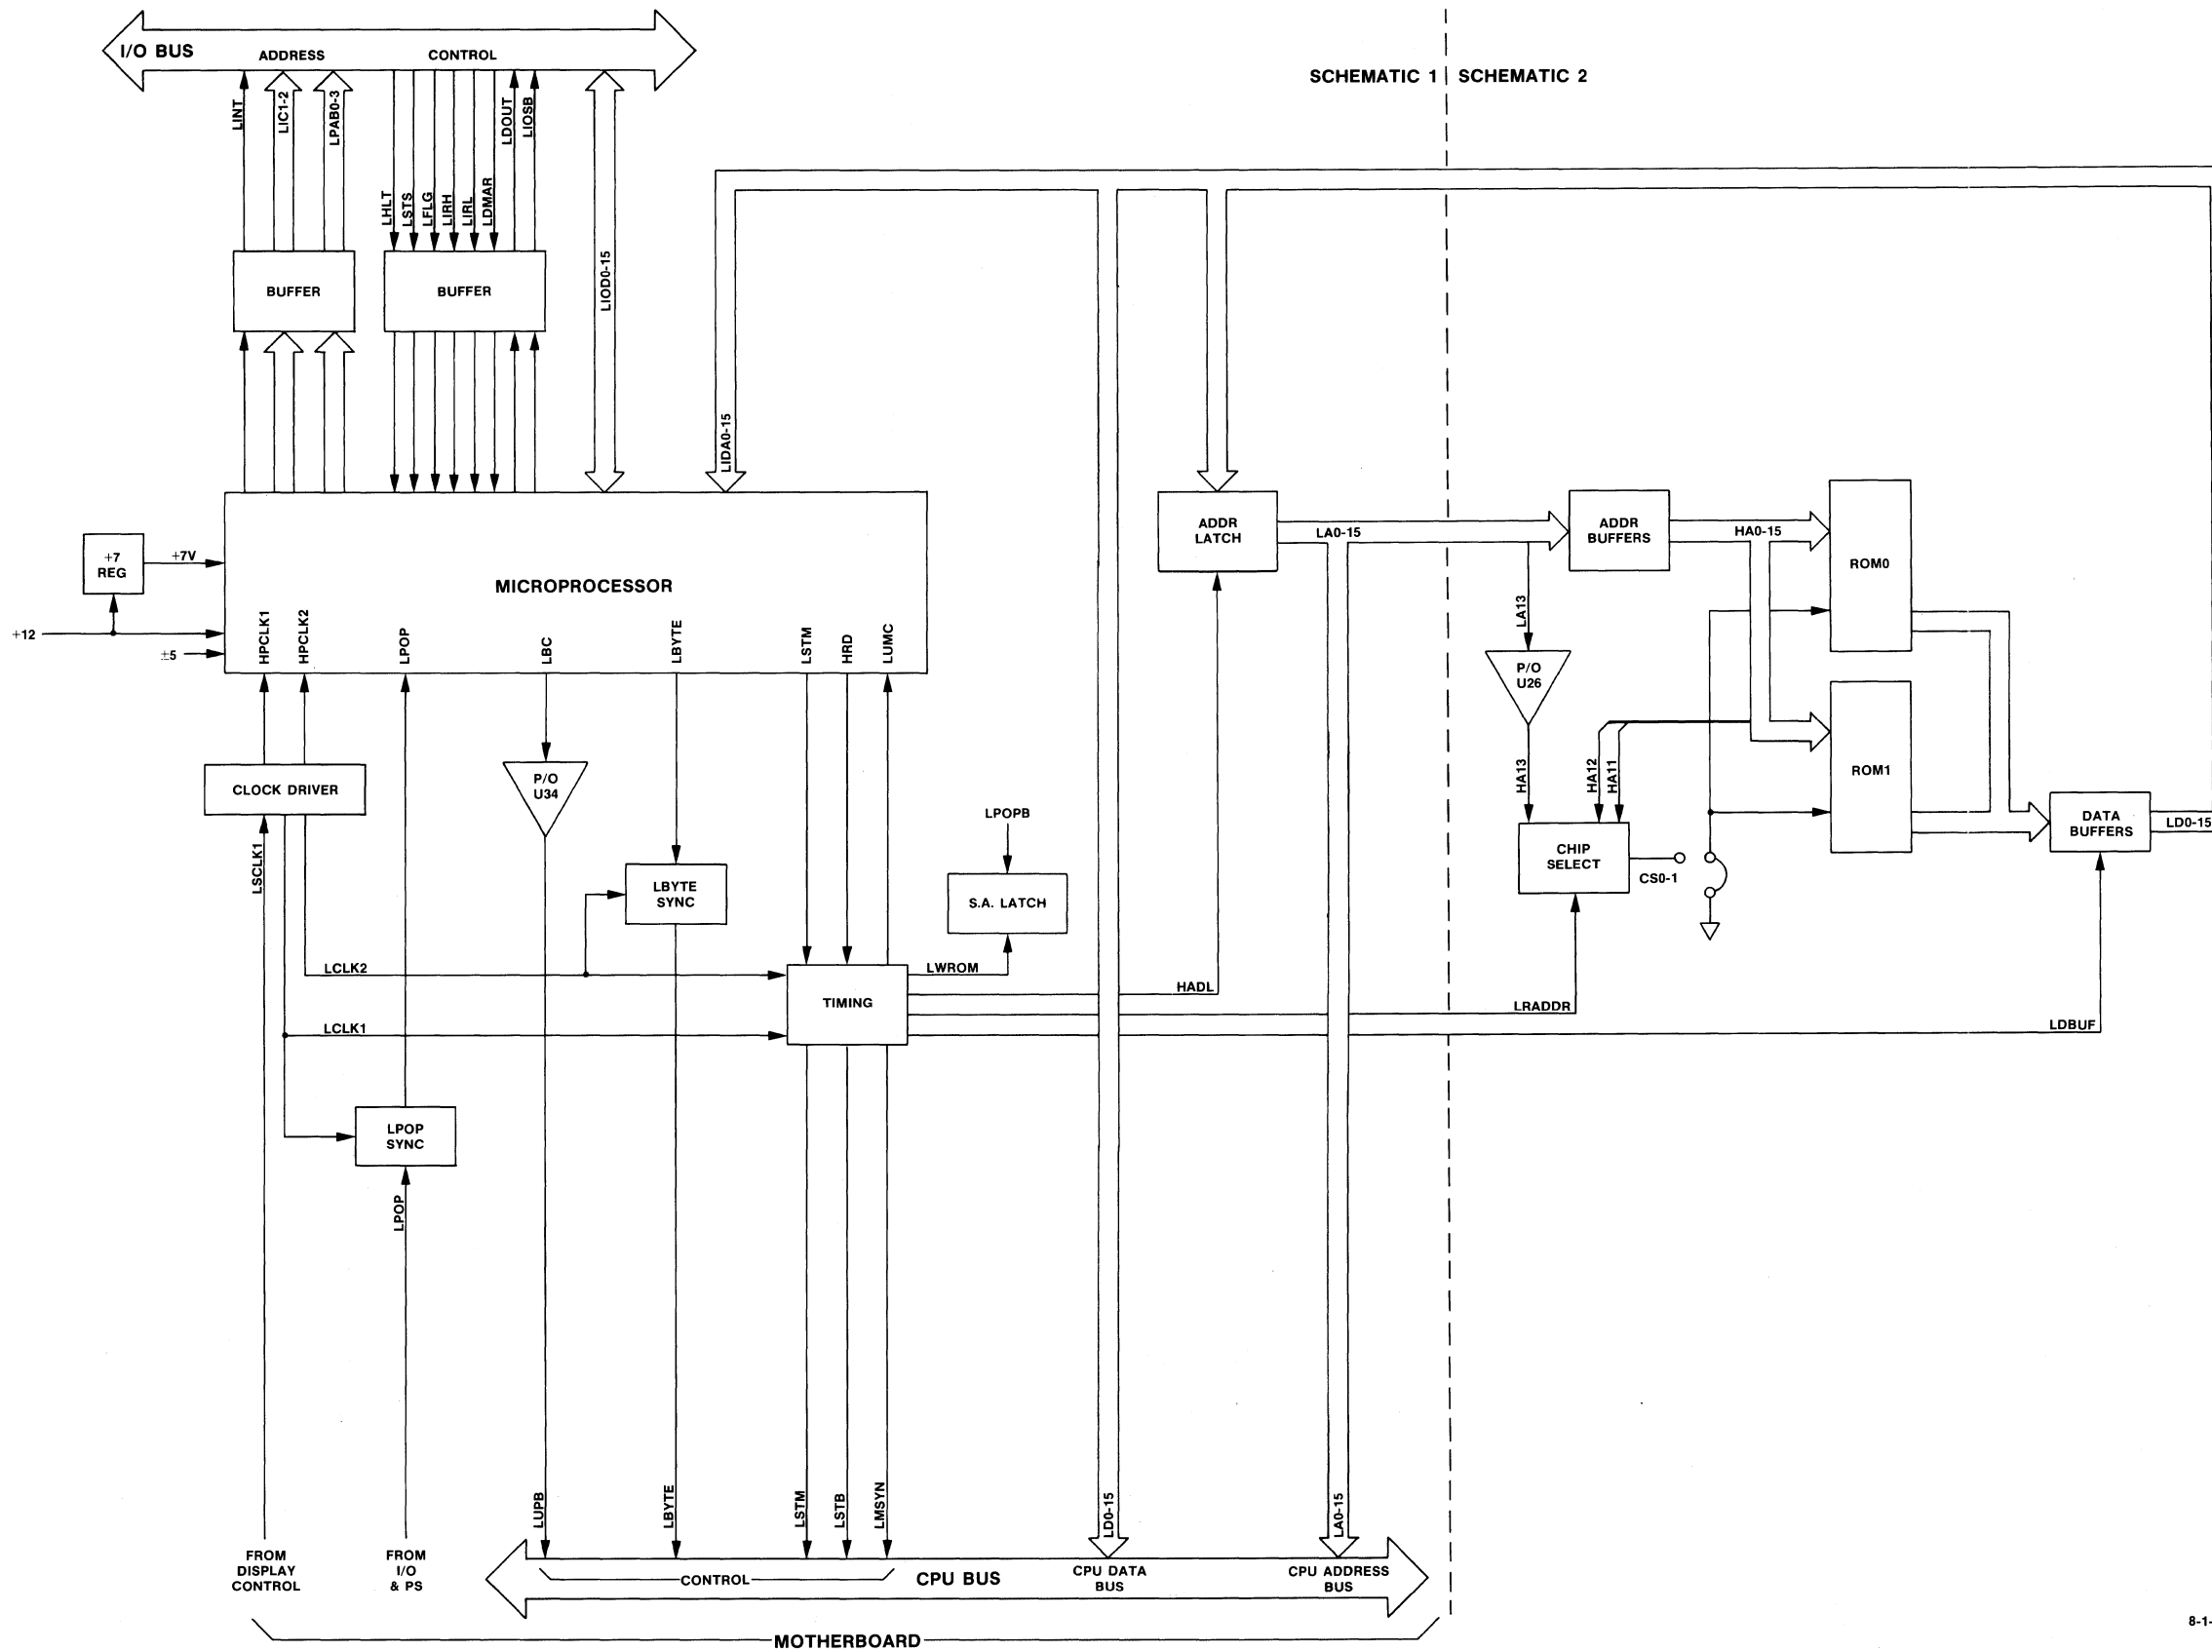 I/O BUS
ADDRESS
CONTROL
SCHEMATIC 1
SCHEMATIC 2
LINT
LIC1-2
LPAB0-3
LHLT
LSTS
LFLG
LIRH
LIRL
LDMAR
LDOUT
LIOSB
LIOD0-15
LIDA0-15
BUFFER
BUFFER
+7
REG
+7V
+12
±5
MICROPROCESSOR
HPCLK1
HPCLK2
LPOP
LBC
LBYTE
LSTM
HRD
LUMC
ADDR
LATCH
LA0-15
ADDR
BUFFERS
HA0-15
ROM0
LA13
P/O
U26
HA13
HA12
HA11
ROM1
CHIP
SELECT
CS0-1
DATA
BUFFERS
LD0-15
CLOCK DRIVER
P/O
U34
LSCLK1
LBYTE
SYNC
LPOPB
S.A. LATCH
LCLK2
LWROM
TIMING
HADL
LRADDR
LCLK1
LDBUF
LPOP
SYNC
LPOP
LUPB
LBYTE
LSTM
LSTB
LMSYN
LD0-15
LA0-15
FROM
DISPLAY
CONTROL
FROM
I/O
& PS
CONTROL
CPU BUS
CPU DATA
BUS
CPU ADDRESS
BUS
MOTHERBOARD
8-1-